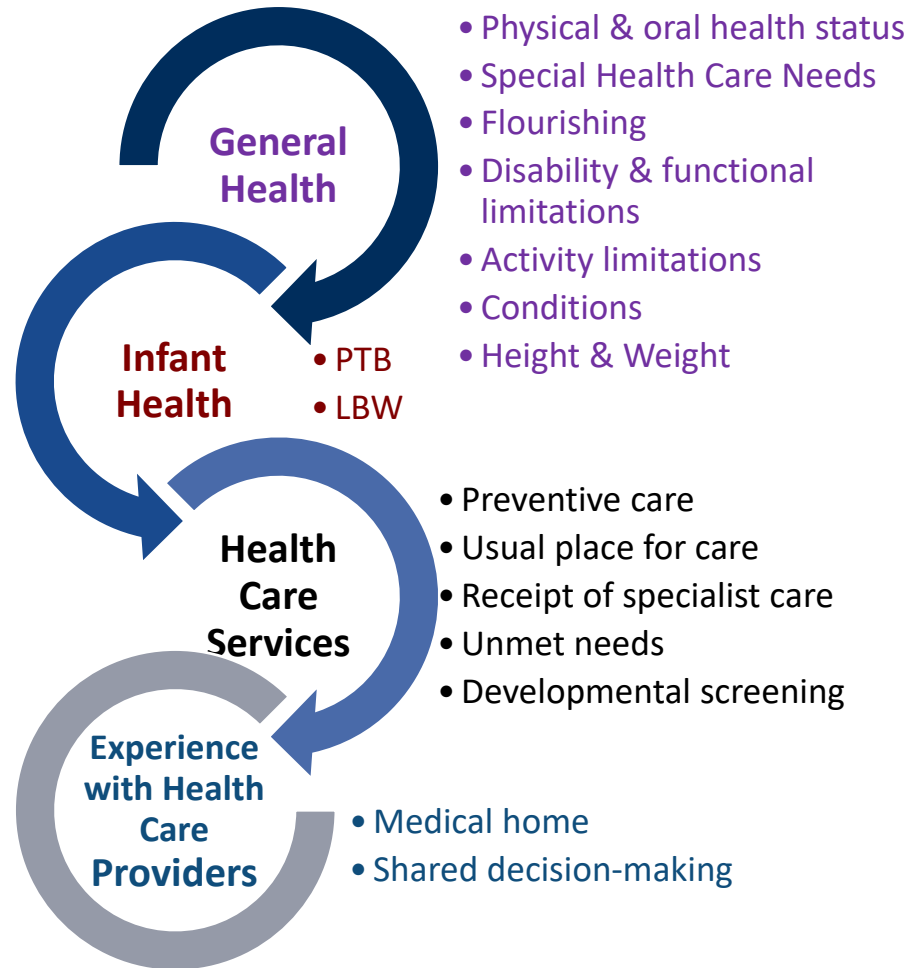 General
Health
• Physical & oral health status
• Special Health Care Needs
• Flourishing
• Disability & functional
limitations
• Activity limitations
• Conditions
• Height & Weight
Infant
Health
• PTB
• LBW
Health
Care
Services
• Preventive care
• Usual place for care
• Receipt of specialist care
• Unmet needs
• Developmental screening
Experience
with Health
Care
Providers
• Medical home
• Shared decision-making